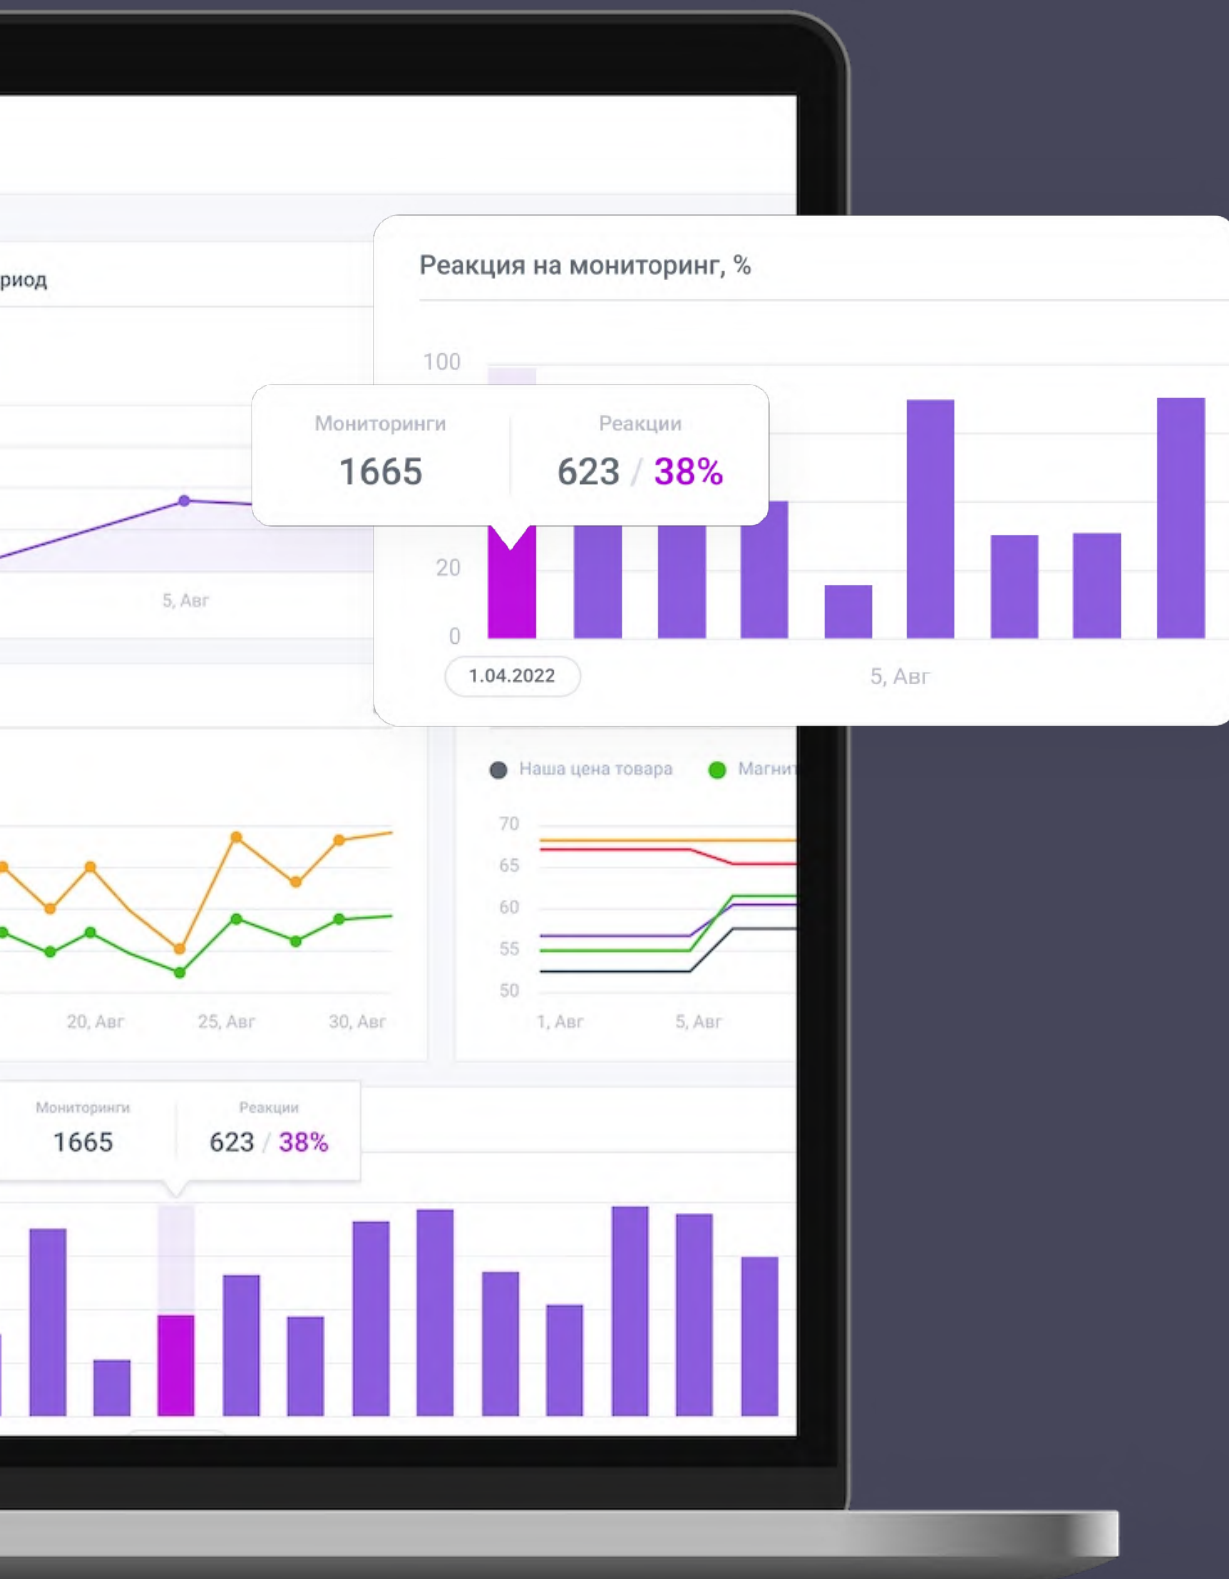 риод
Реакция на мониторинг, %
100
Мониторинги
Реакции
1665
623 / 38%
20
0
1.04.2022
5, Авг
5, Авг
Наша цена товара
Магнит
70
65
60
55
50
1, Авг
5, Авг
20, Авг
25, Авг
30, Авг
Мониторинги
Реакции
1665
623 / 38%